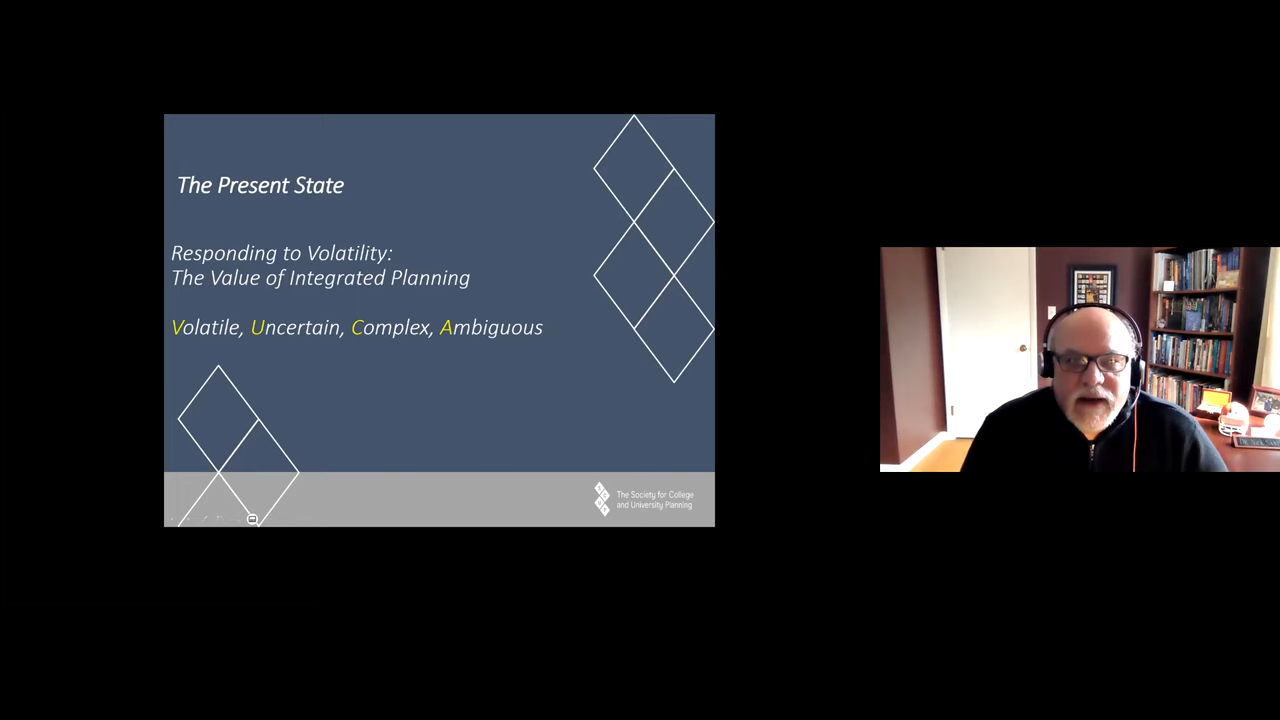 The Present State
Responding to Volatility:
The Value of Integrated Planning
Volatile, Uncertain, Complex, Ambiguous
S
C
U
P
The Society for College
and University Planning